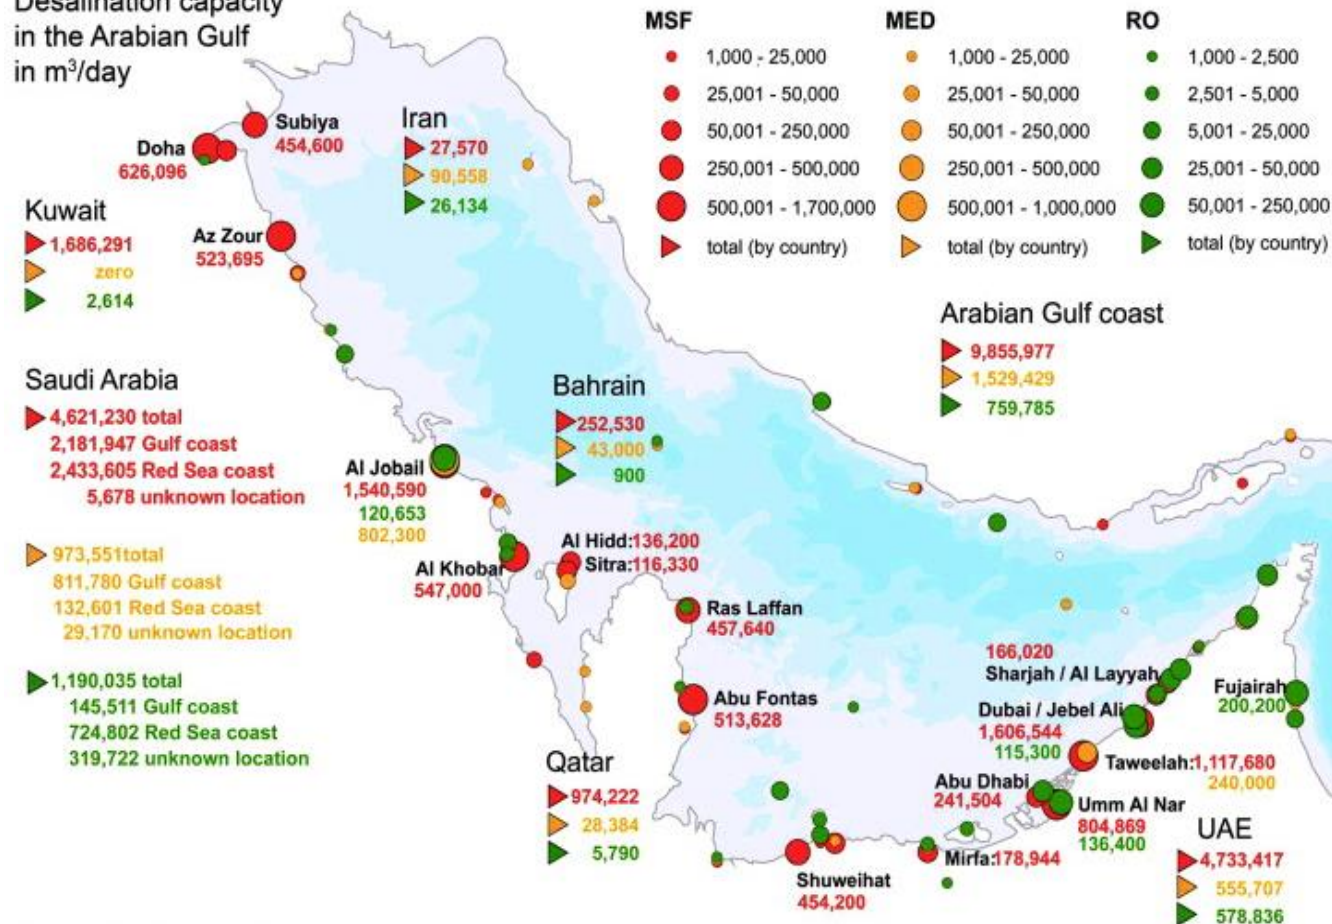 Desalination capacity
in the Arabian Gulf
in m³/day
MSF
1,000 - 25,000
25,001 - 50,000
50,001 - 250,000
250,001 - 500,000
500,001 - 1,700,000
total (by country)
MED
1,000 - 25,000
25,001 - 50,000
50,001 - 250,000
250,001 - 500,000
500,001 - 1,000,000
total (by country)
RO
1,000 - 2,500
2,501 - 5,000
5,001 - 25,000
25,001 - 50,000
50,001 - 250,000
total (by country)
Subiya
454,600
Doha
626,096
Iran
27,570
90,558
26,134
Kuwait
1,686,291
zero
2,614
Az Zour
523,695
Arabian Gulf coast
9,855,977
1,529,429
759,785
Saudi Arabia
4,621,230 total
2,181,947 Gulf coast
2,433,605 Red Sea coast
5,678 unknown location
973,551total
811,780 Gulf coast
132,601 Red Sea coast
29,170 unknown location
1,190,035 total
145,511 Gulf coast
724,802 Red Sea coast
319,722 unknown location
Bahrain
252,530
43,000
900
Al Jobail
1,540,590
120,653
802,300
Al Khobar
547,000
Al Hidd:136,200
Sitra:116,330
Ras Laffan
457,640
Abu Fontas
513,628
Qatar
974,222
28,384
5,790
166,020
Sharjah / Al Layyah
Dubai / Jebel Ali
1,606,544
115,300
Fujairah
200,200
Taweelah:1,117,680
240,000
Abu Dhabi
241,504
Umm Al Nar
804,869
136,400
Mirfa:178,944
Shuweihat
454,200
UAE
4,733,417
555,707
578,836